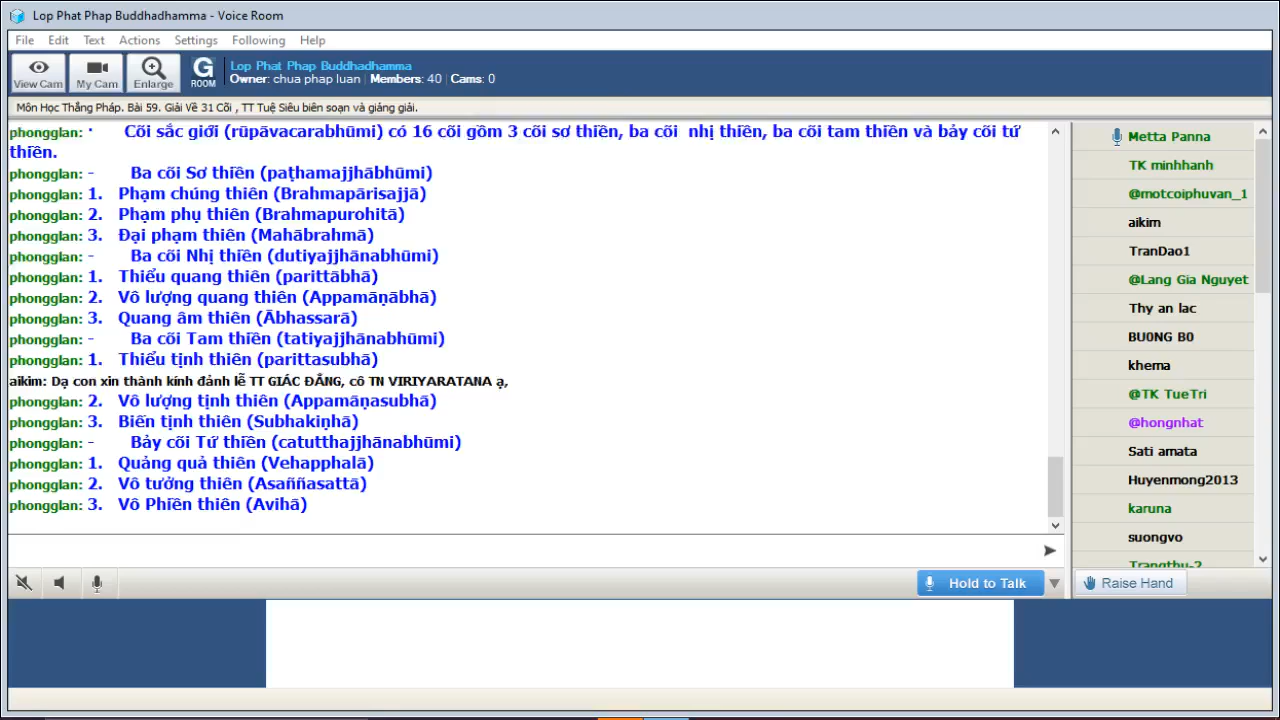 Lop Phat Phap Buddhadhamma - Voice Room
File Edit Text Actions Settings Following Help
View Cam My Cam Enlarge G ROOM Lop Phat Phap Buddhadhamma
Owner: chua phap luan | Members: 40 | Cams: 0
Môn Học Thắng Pháp. Bài 59. Giải Về 31 Cõi , TT Tuệ Siêu biên soạn và giảng giải.
phongglan: · Cõi sắc giới (rūpāvacarabhūmi) có 16 cõi gồm 3 cõi sơ thiền, ba cõi nhị thiền, ba cõi tam thiền và bảy cõi tứ
thiền.
phongglan: - Ba cõi Sơ thiền (paṭhamajjhābhūmi)
phongglan: 1. Phạm chúng thiên (Brahmapārisajjā)
phongglan: 2. Phạm phụ thiên (Brahmapurohitā)
phongglan: 3. Đại phạm thiên (Mahābrahmā)
phongglan: - Ba cõi Nhị thiền (dutiyajjhānabhūmi)
phongglan: 1. Thiểu quang thiên (parittābhā)
phongglan: 2. Vô lượng quang thiên (Appamāṇābhā)
phongglan: 3. Quang âm thiên (Ābhassarā)
phongglan: - Ba cõi Tam thiền (tatiyajjhānabhūmi)
phongglan: 1. Thiểu tịnh thiên (parittasubhā)
aikim: Dạ con xin thành kính đảnh lễ TT GIÁC ĐẲNG, cô TN VIRIYARATANA ạ,
phongglan: 2. Vô lượng tịnh thiên (Appamāṇasubhā)
phongglan: 3. Biến tịnh thiên (Subhakiṇhā)
phongglan: - Bảy cõi Tứ thiền (catutthajjhānabhūmi)
phongglan: 1. Quảng quả thiên (Vehapphalā)
phongglan: 2. Vô tưởng thiên (Asaññasattā)
phongglan: 3. Vô Phiền thiên (Avihā)
Metta Panna
TK minhhanh
@motcoiphuvan_1
aikim
TranDao1
@Lang Gia Nguyet
Thy an lac
BU0NG B0
khema
@TK TueTri
@hongnhat
Sati amata
Huyenmong2013
karuna
suongvo
Trangthu-2
Hold to Talk
Raise Hand